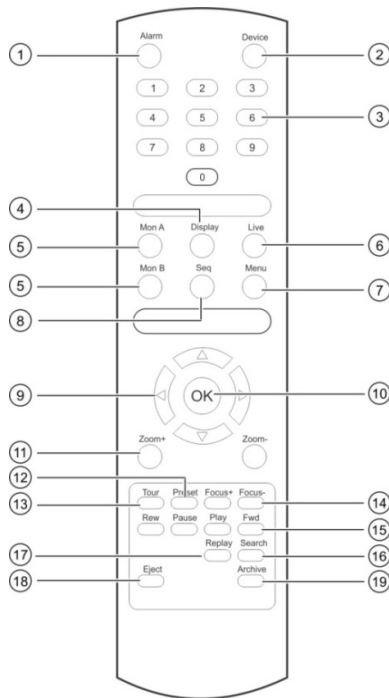 Alarm Device
1 2
1 2 3
4 5 6 3
7 8 9
0
4
Mon A Display Live
5 6
Mon B Seq Menu
5 7
8
9 OK 10
Zoom+ Zoom-
11
12
Tour Preset Focus+ Focus-
13 14
Rew Pause Play Fwd
15
Replay Search
17 16
Eject Archive
18 19